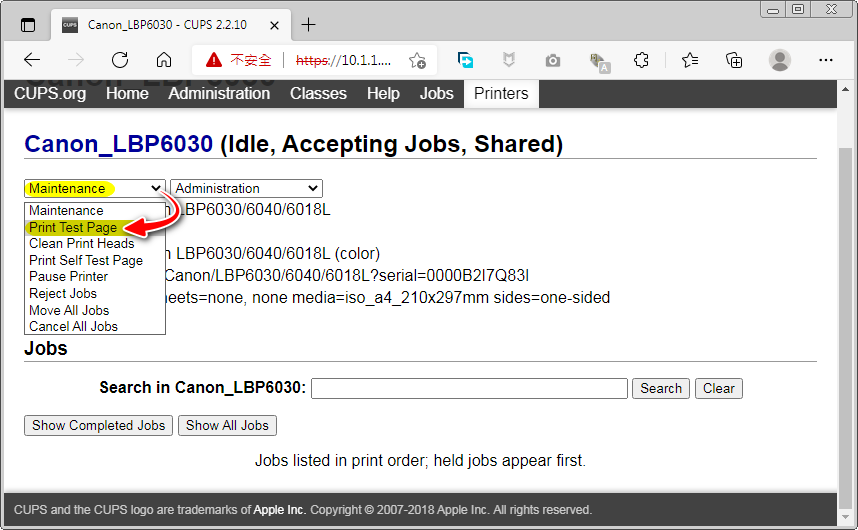 CUPS Canon_LBP6030 - CUPS 2.2.10
不安全 https://10.1.1....
CUPS.org Home Administration Classes Help Jobs Printers
Canon_LBP6030 (Idle, Accepting Jobs, Shared)
Maintenance Administration
Maintenance
LBP6030/6040/6018L
Print Test Page
Clean Print Heads
LBP6030/6040/6018L (color)
Print Self Test Page
Pause Printer
Canon/LBP6030/6040/6018L?serial=0000B2I7Q83I
Reject Jobs
none, none media=iso_a4_210x297mm sides=one-sided
Move All Jobs
Cancel All Jobs
Jobs
Search in Canon_LBP6030: Search Clear
Show Completed Jobs Show All Jobs
Jobs listed in print order; held jobs appear first.
CUPS and the CUPS logo are trademarks of Apple Inc. Copyright © 2007-2018 Apple Inc. All rights reserved.